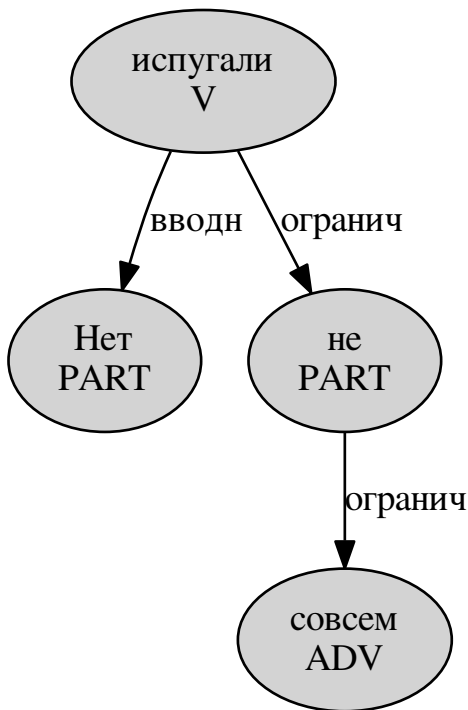 испугали
V
вводн
огранич
Нет
PART
не
PART
огранич
совсем
ADV